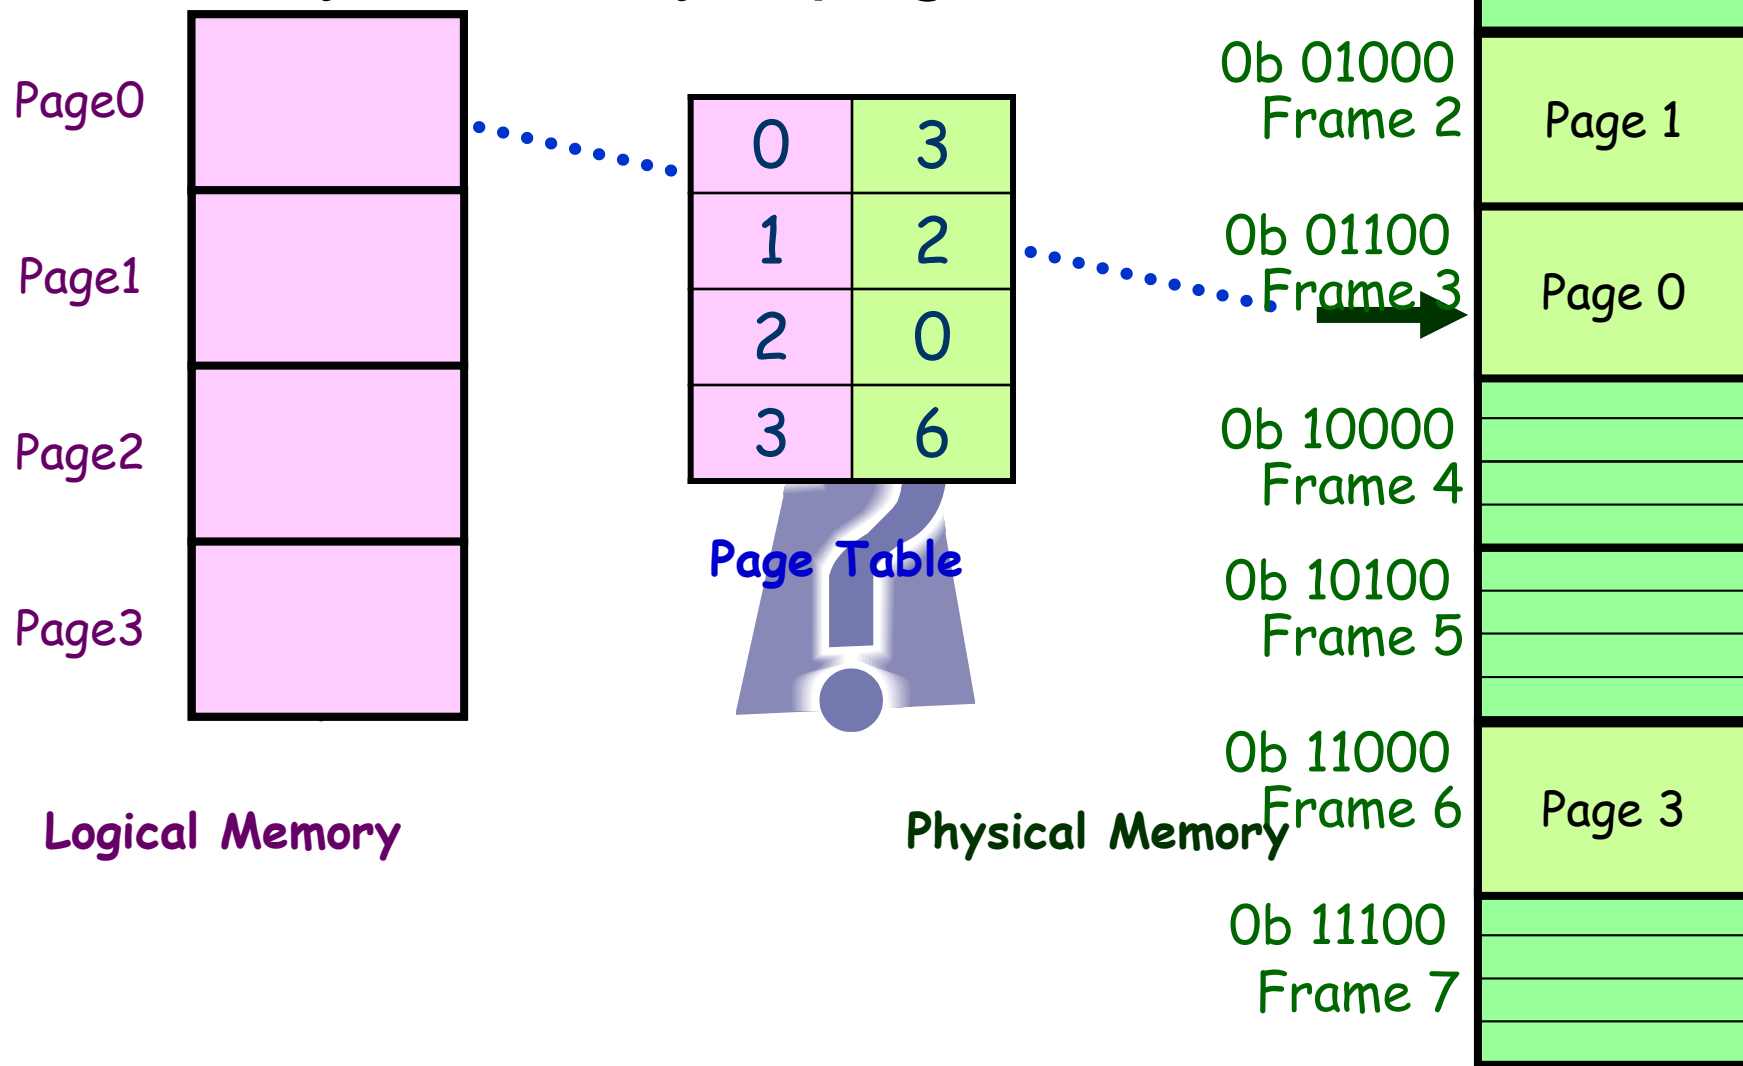 Page0
Page1
Page2
Page3
Logical Memory
0 3
1 2
2 0
3 6
Page Table
Physical Memory
0b 01000
Frame 2
Page 1
0b 01100
Frame 3
Page 0
0b 10000
Frame 4
0b 10100
Frame 5
0b 11000
Frame 6
Page 3
0b 11100
Frame 7